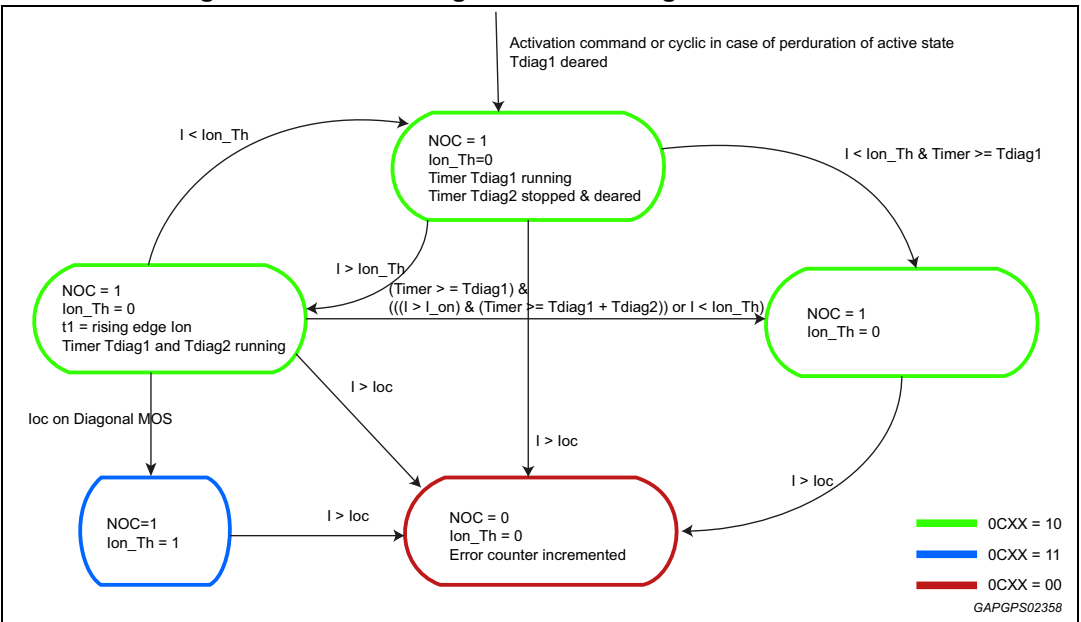 Activation command or cyclic in case of perduration of active state
Tdiag1 deared
I < Ion_Th
NOC = 1
Ion_Th=0
Timer Tdiag1 running
Timer Tdiag2 stopped & deared
I < Ion_Th & Timer >= Tdiag1
I > Ion_Th
(Timer > = Tdiag1) &
(((I > I_on) & (Timer >= Tdiag1 + Tdiag2)) or I < Ion_Th)
NOC = 1
Ion_Th = 0
t1 = rising edge Ion
Timer Tdiag1 and Tdiag2 running
NOC = 1
Ion_Th = 0
I > Ioc
Ioc on Diagonal MOS
I > Ioc
I > Ioc
NOC=1
Ion_Th = 1
I > Ioc
NOC = 0
Ion_Th = 0
Error counter incremented
0CXX = 10
0CXX = 11
0CXX = 00
GAPGPS02358